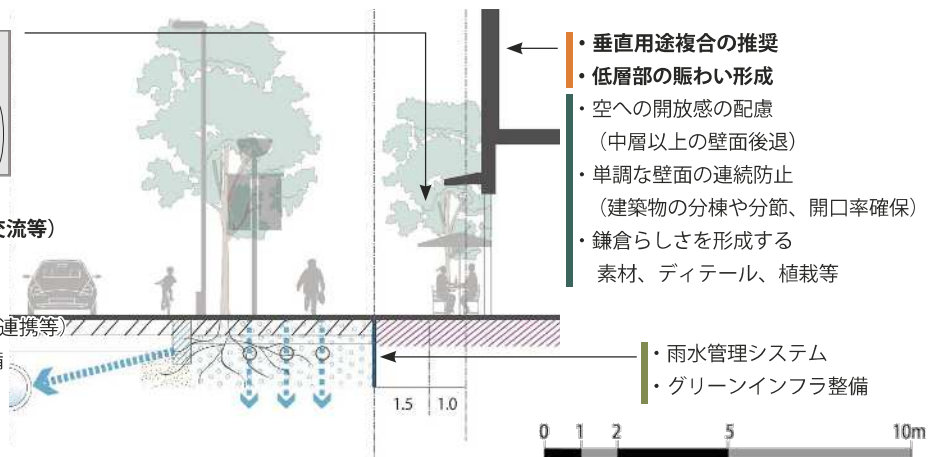 ・垂直用途複合の推奨
・低層部の賑わい形成
・空への開放感の配慮
（中層以上の壁面後退）
・単調な壁面の連続防止
（建築物の分棟や分節、開口率確保）
・鎌倉らしさを形成する
素材、ディテール、植栽等
交流等）
連携等）
・雨水管理システム
・グリーンインフラ整備
1.5 1.0
0 1 2 5 10m